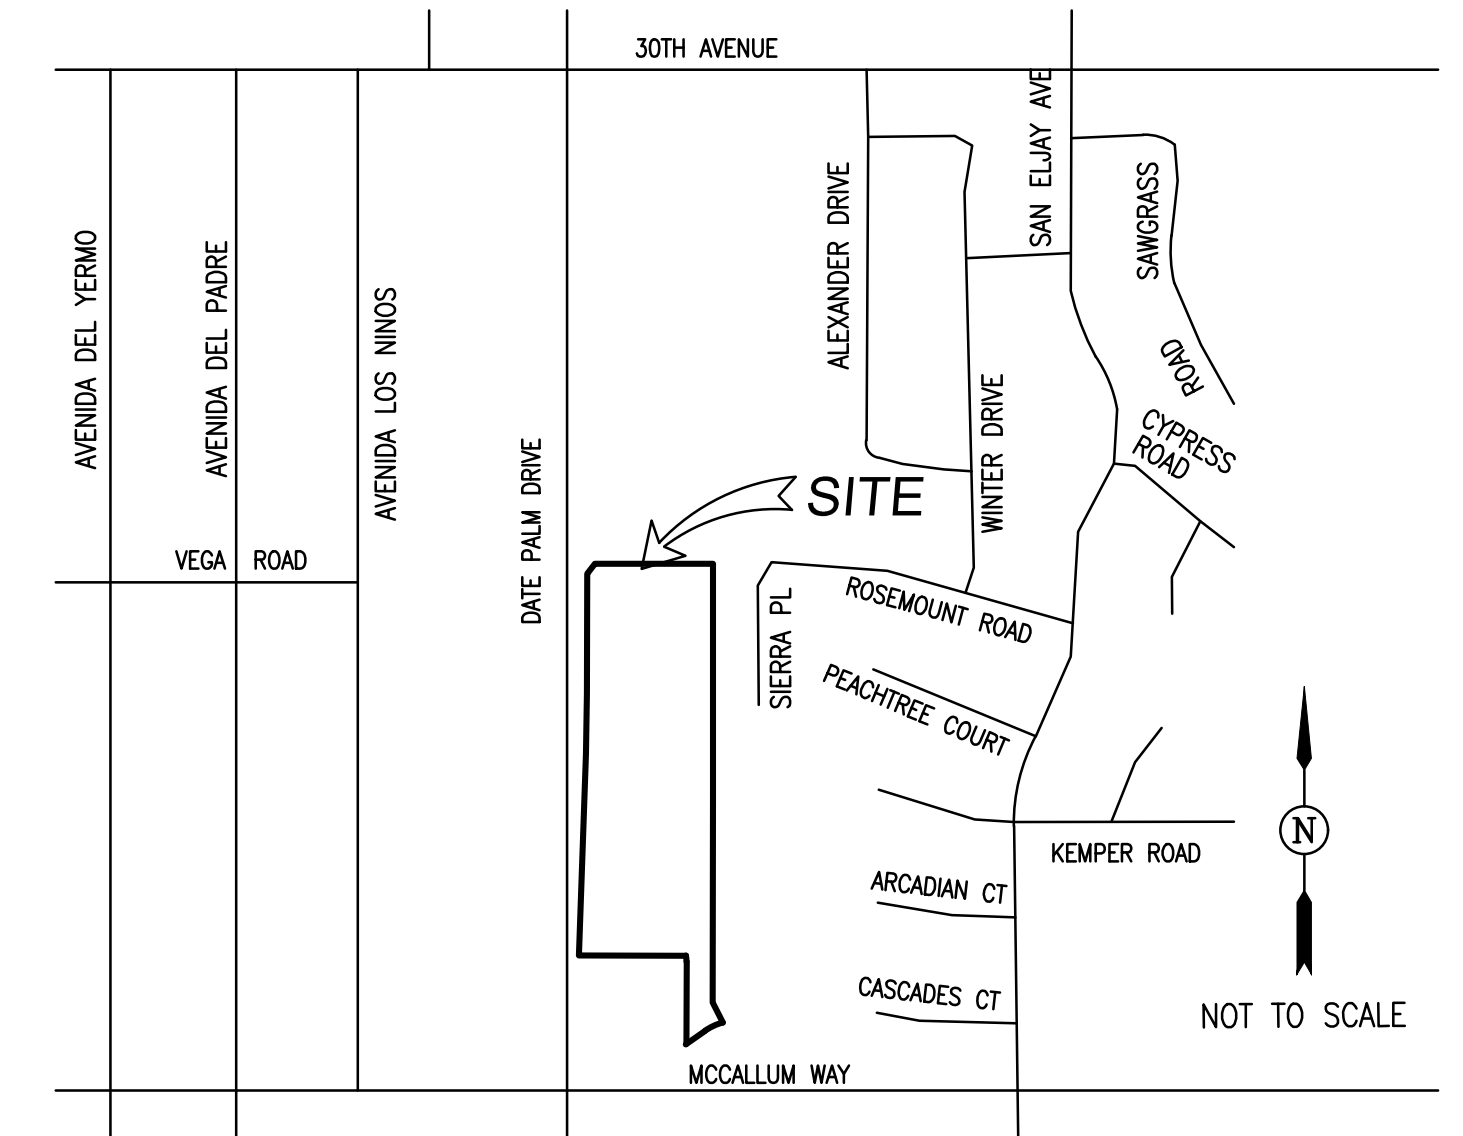 30TH AVENUE
SAN ELJAY AVE
ALEXANDER DRIVE
SAWGRASS
ROAD
AVENIDA DEL YERMO
AVENIDA DEL PADRE
AVENIDA LOS NINOS
WINTER DRIVE
CYPRESS
ROAD
DATE PALM DRIVE
SITE
VEGA ROAD
ROSEMOUNT ROAD
SIERRA PL
PEACHTREE COURT
N
KEMPER ROAD
ARCADIAN CT
CASCADES CT
NOT TO SCALE
MCCALLUM WAY